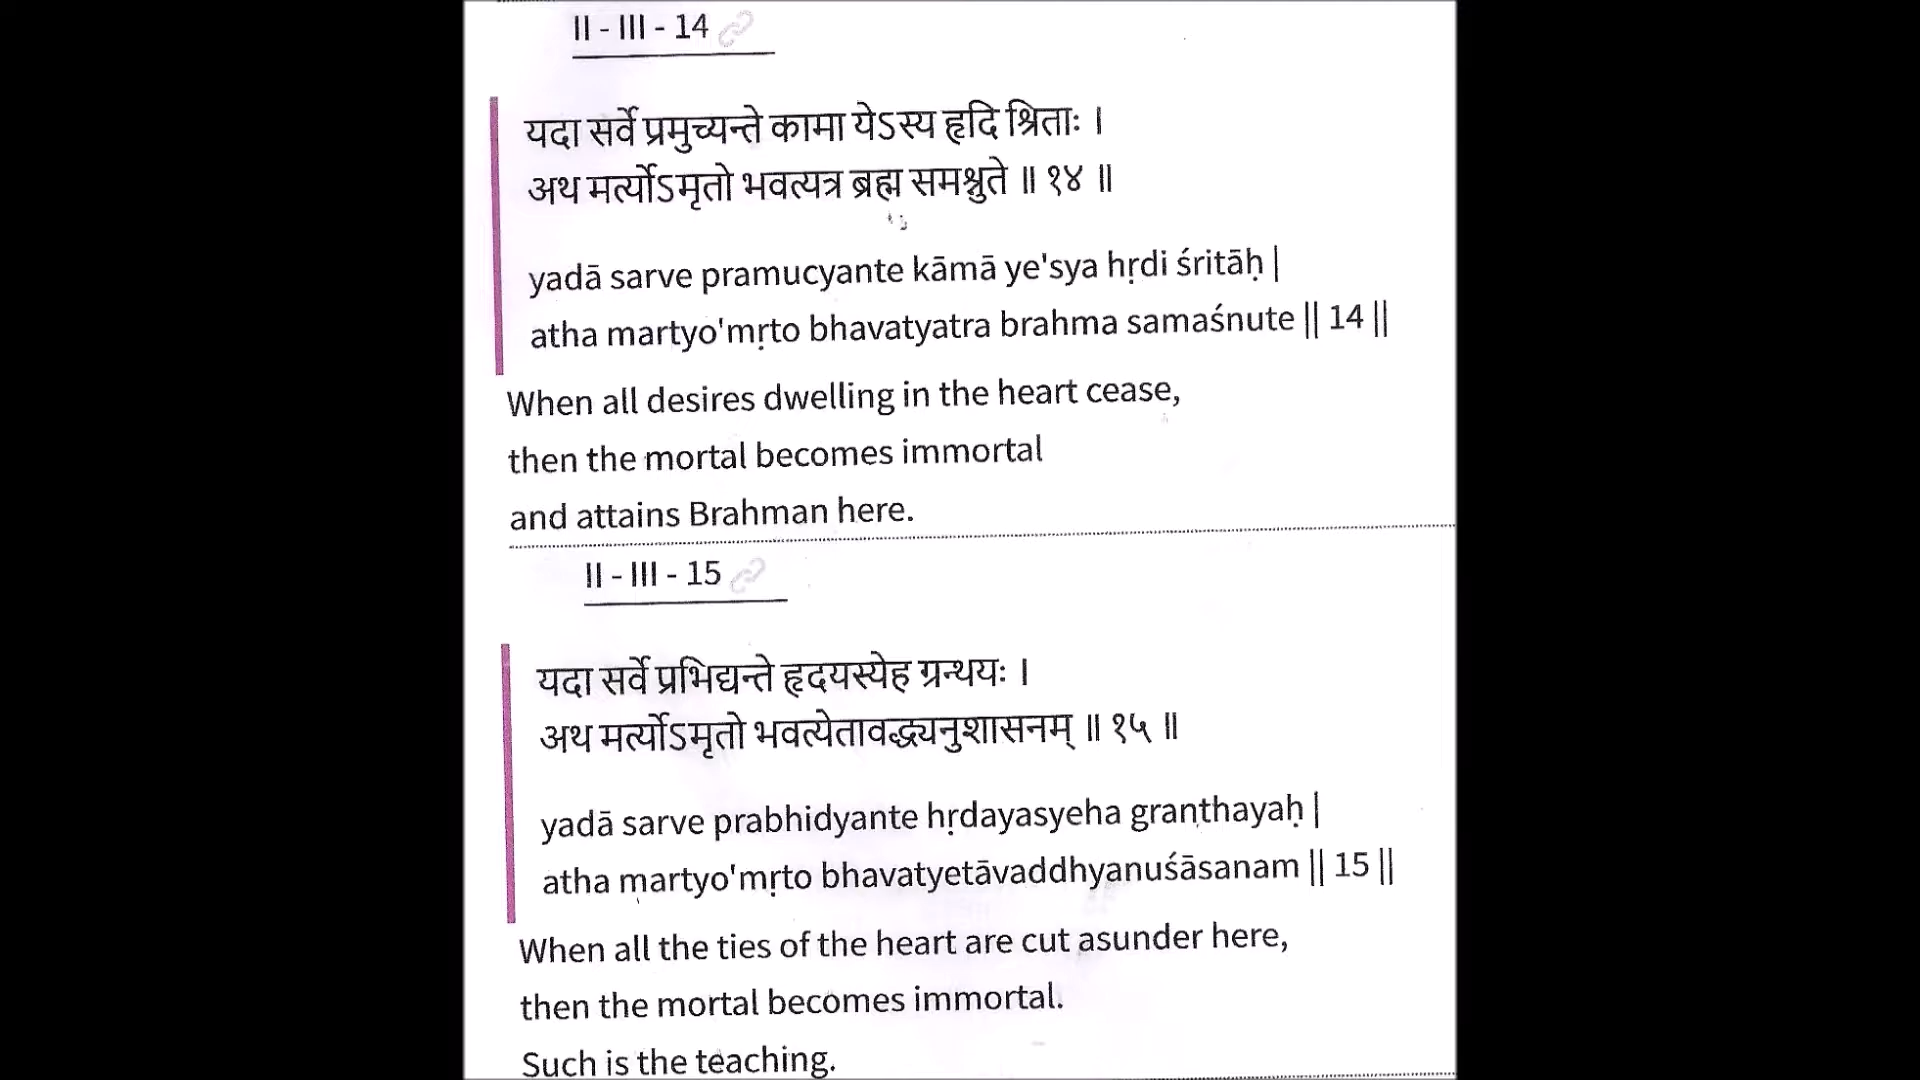 II - III - 14
यदा सर्वे प्रमुच्यन्ते कामा येऽस्य हृदि श्रिताः ।
अथ मर्त्योऽमृतो भवत्यत्र ब्रह्म समश्नुते ॥ १४ ॥
yadā sarve pramucyante kāmā ye'sya hṛdi śritāḥ |
atha martyo'mṛto bhavatyatra brahma samaśnute || 14 ||
When all desires dwelling in the heart cease,
then the mortal becomes immortal
and attains Brahman here.
II - III - 15
यदा सर्वे प्रभिद्यन्ते हृदयस्येह ग्रन्थयः ।
अथ मर्त्योऽमृतो भवत्येतावद्ध्यनुशासनम् ॥ १५ ॥
yadā sarve prabhidyante hṛdayasyeha granthayaḥ |
atha martyo'mṛto bhavatyetāvaddhyanuśāsanam || 15 ||
When all the ties of the heart are cut asunder here,
then the mortal becomes immortal.
Such is the teaching.